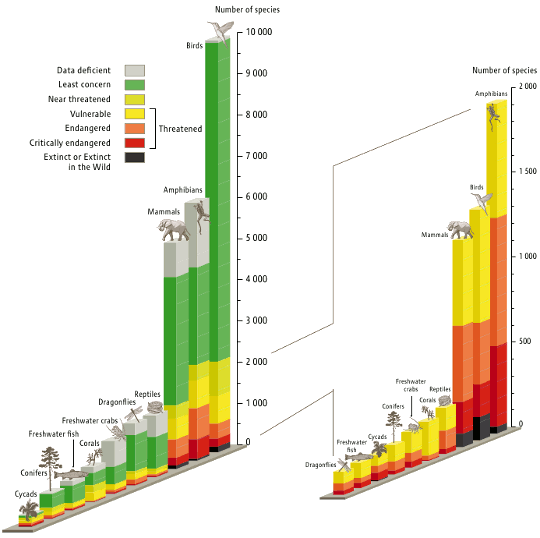 Number of species
Birds
10 000
9 000
8 000
7 000
6 000
5 000
4 000
3 000
2 000
1 000
0
Data deficient
Least concern
Near threatened
Vulnerable
Endangered
Threatened
Critically endangered
Extinct or Extinct
in the Wild
Amphibians
Mammals
Reptiles
Dragonflies
Freshwater crabs
Corals
Freshwater fish
Conifers
Cycads
Number of species
2 000
1 500
1 000
500
0
Amphibians
Birds
Mammals
Reptiles
Freshwater
crabs
Corals
Conifers
Cycads
Freshwater
fish
Dragonflies